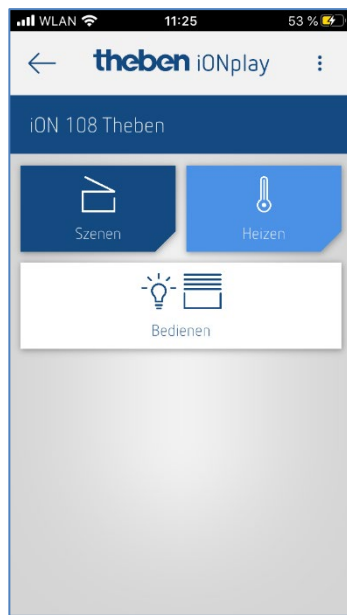 WLAN 11:25 53 %
theben iONplay
iON 108 Theben
Szenen Heizen
Bedienen